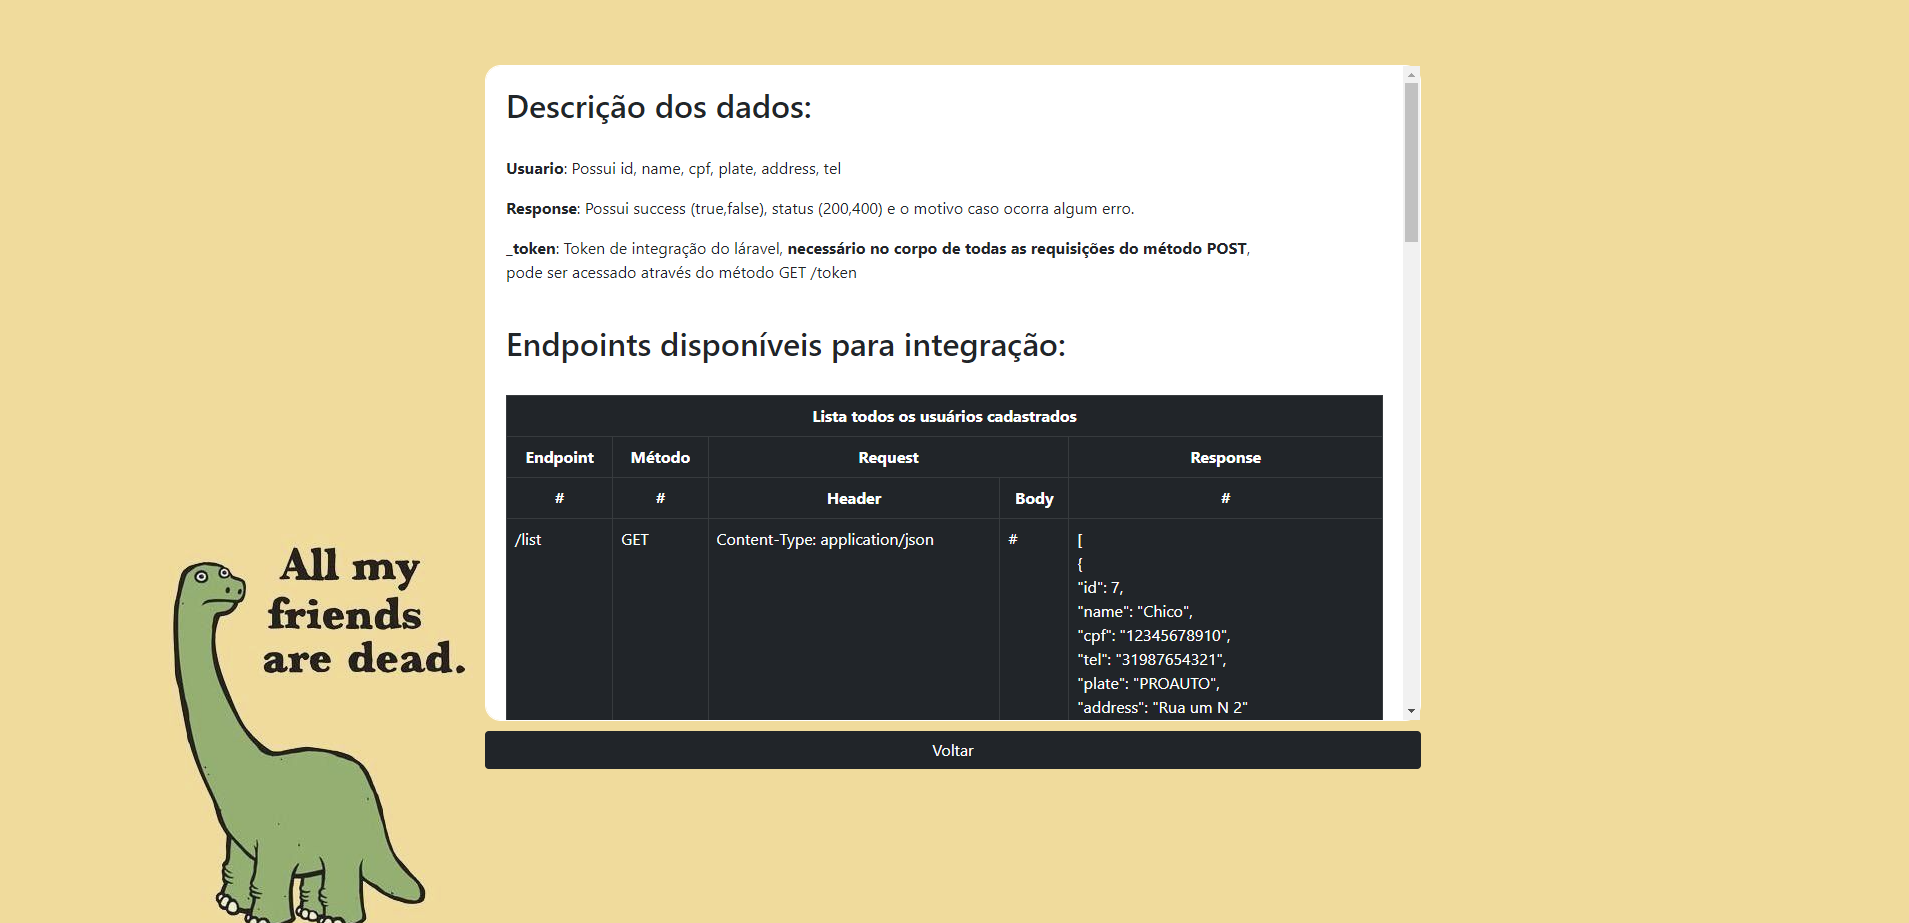 Descrição dos dados:
Usuario: Possui id, name, cpf, plate, address, tel
Response: Possui success (true,false), status (200,400) e o motivo caso ocorra algum erro.
_token: Token de integração do láravel, necessário no corpo de todas as requisições do método POST,
pode ser acessado através do método GET /token
Endpoints disponíveis para integração:
Lista todos os usuários cadastrados
Endpoint Método Request Response
# # Header Body #
/list GET Content-Type: application/json # [
{
"id": 7,
"name": "Chico",
"cpf": "12345678910",
"tel": "31987654321",
"plate": "PROAUTO",
"address": "Rua um N 2"
Voltar
All my
friends
are dead.